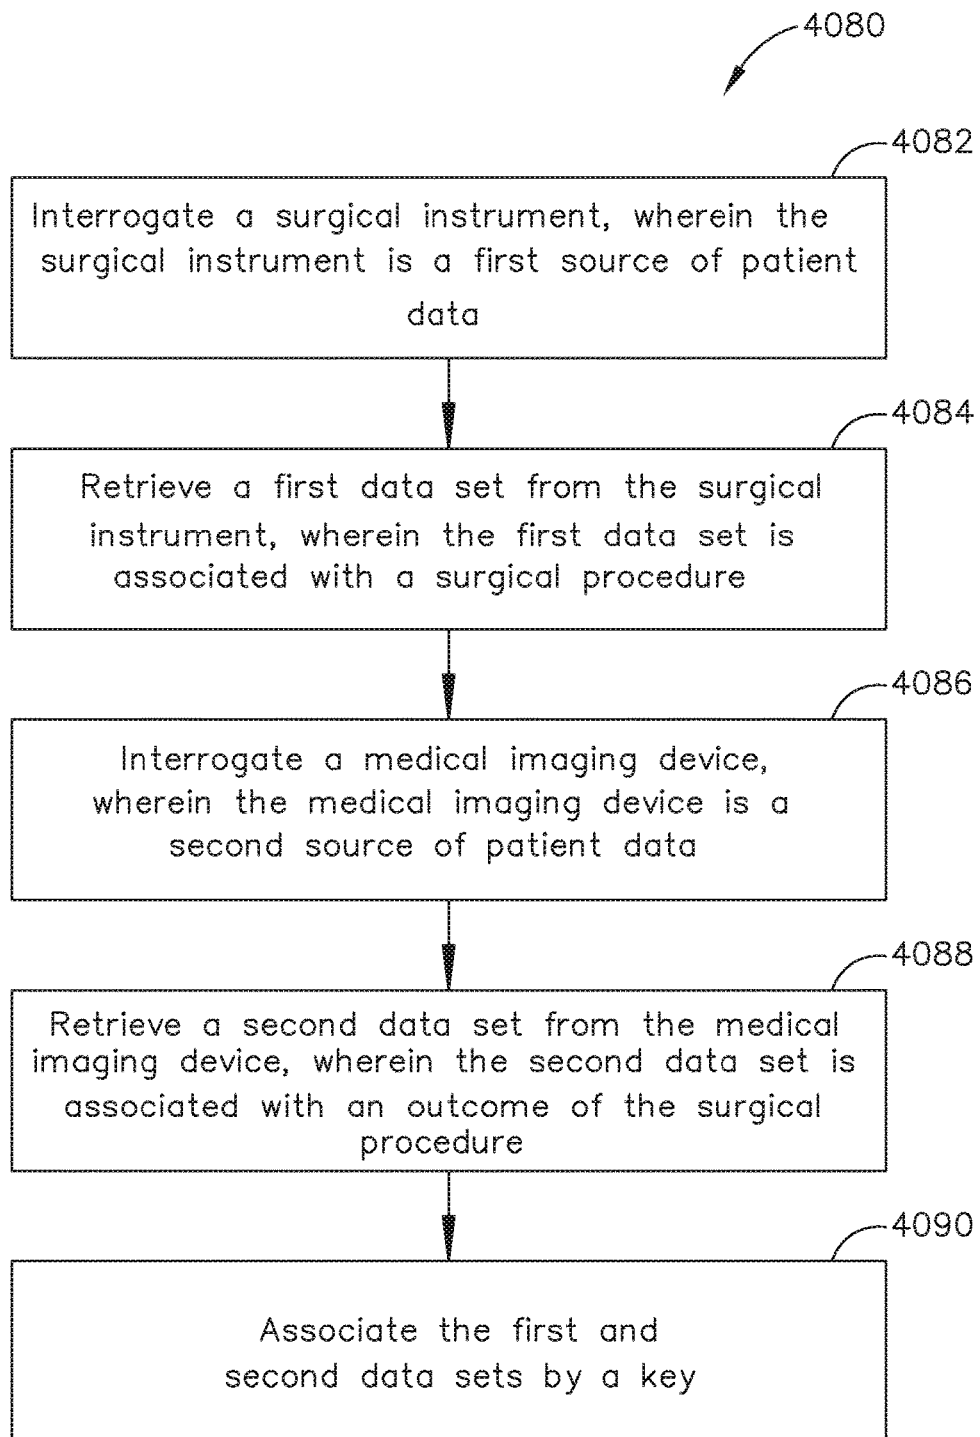 4080
4082
Interrogate a surgical instrument, wherein the
surgical instrument is a first source of patient
data
4084
Retrieve a first data set from the surgical
instrument, wherein the first data set is
associated with a surgical procedure
4086
Interrogate a medical imaging device,
wherein the medical imaging device is a
second source of patient data
4088
Retrieve a second data set from the medical
imaging device, wherein the second data set is
associated with an outcome of the surgical
procedure
4090
Associate the first and
second data sets by a key